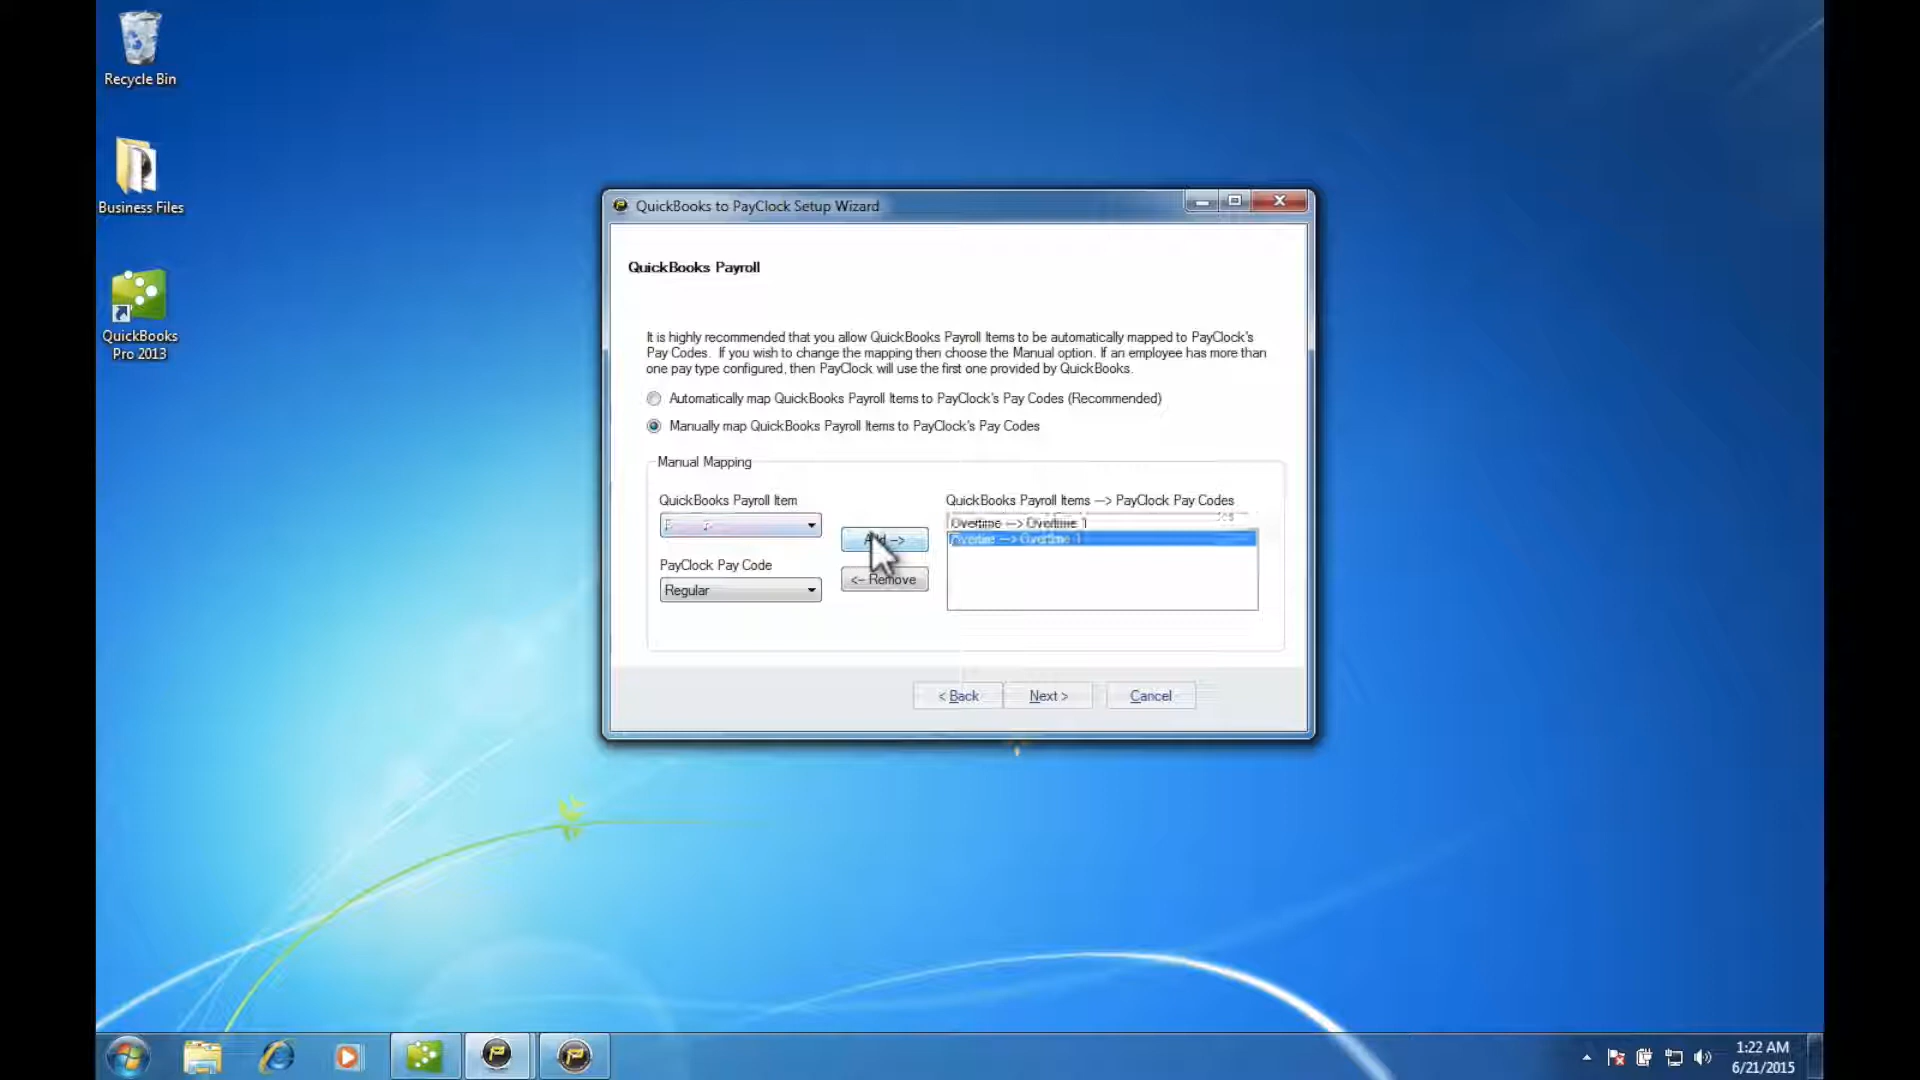 Recycle Bin
Business Files
QuickBooks
Pro 2013
QuickBooks to PayClock Setup Wizard
QuickBooks Payroll
It is highly recommended that you allow QuickBooks Payroll Items to be automatically mapped to PayClock's
Pay Codes. If you wish to change the mapping then choose the Manual option. If an employee has more than
one pay type configured, then PayClock will use the first one provided by QuickBooks.
Automatically map QuickBooks Payroll Items to PayClock's Pay Codes (Recommended)
Manually map QuickBooks Payroll Items to PayClock's Pay Codes
Manual Mapping
QuickBooks Payroll Item
PayClock Pay Code
Regular
Add -->
<-- Remove
QuickBooks Payroll Items --> PayClock Pay Codes
Overtime --> Overtime 1
Overtime --> Overtime 1
< Back
Next >
Cancel
1:22 AM
6/21/2015